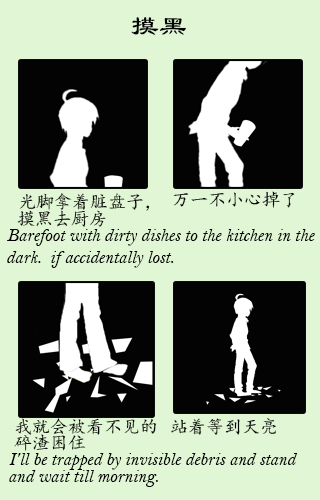 摸黑
光脚拿着脏盘子，
摸黑去厨房
万一不小心掉了
Barefoot with dirty dishes to the kitchen in the
dark. if accidentally lost.
我就会被看不见的
碎渣困住
站着等到天亮
I'll be trapped by invisible debris and stand
and wait till morning.